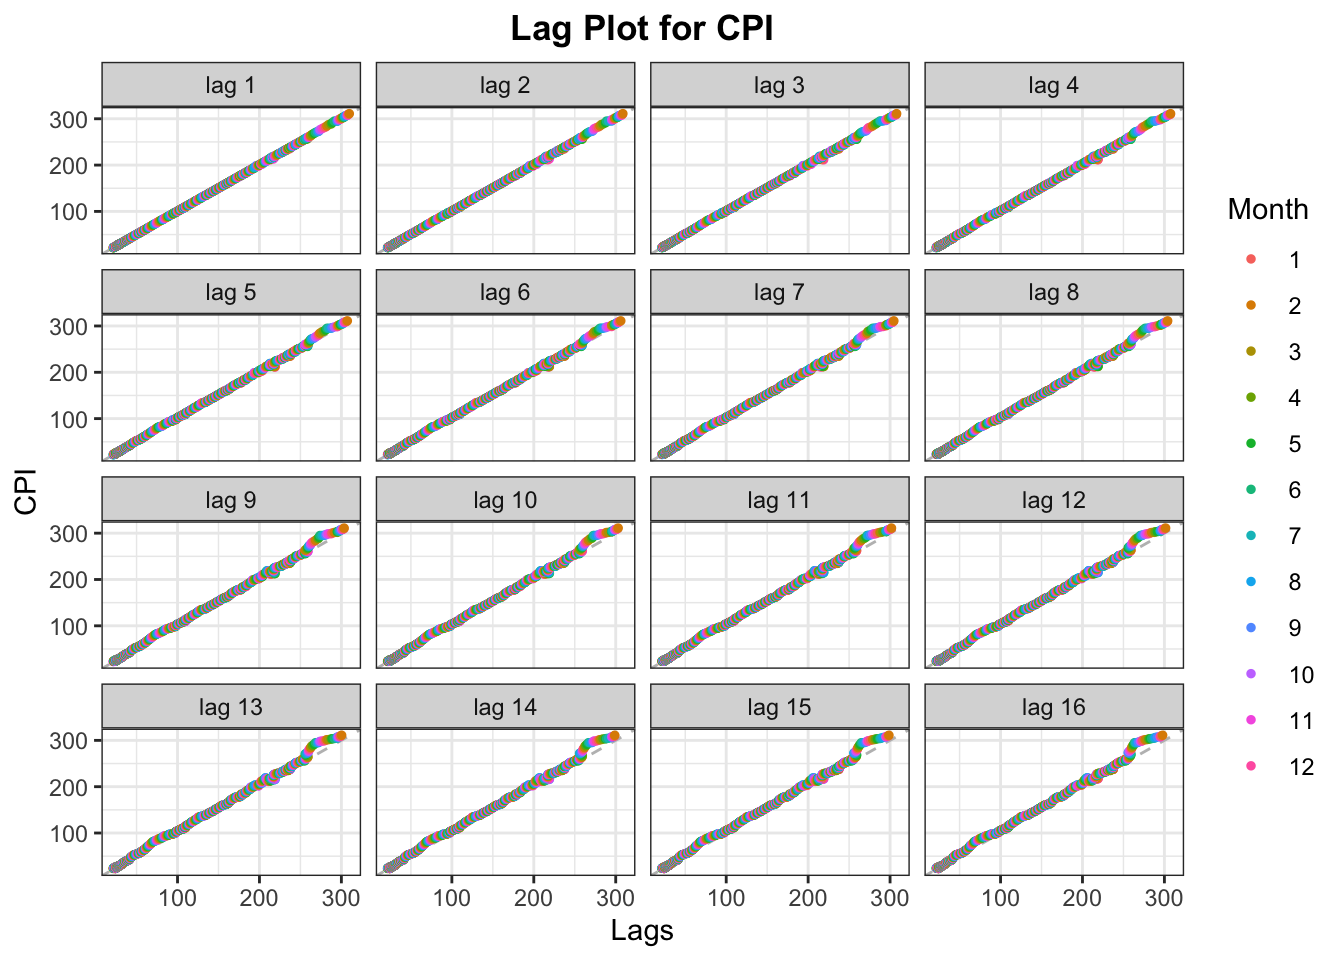 Lag Plot for CPI
lag 1
lag 2
lag 3
lag 4
300
200
100
lag 5
lag 6
lag 7
lag 8
300
200
100
lag 9
lag 10
lag 11
lag 12
300
200
100
lag 13
lag 14
lag 15
lag 16
300
200
100
100 200 300 100 200 300 100 200 300 100 200 300
Lags
CPI
Month
1
2
3
4
5
6
7
8
9
10
11
12